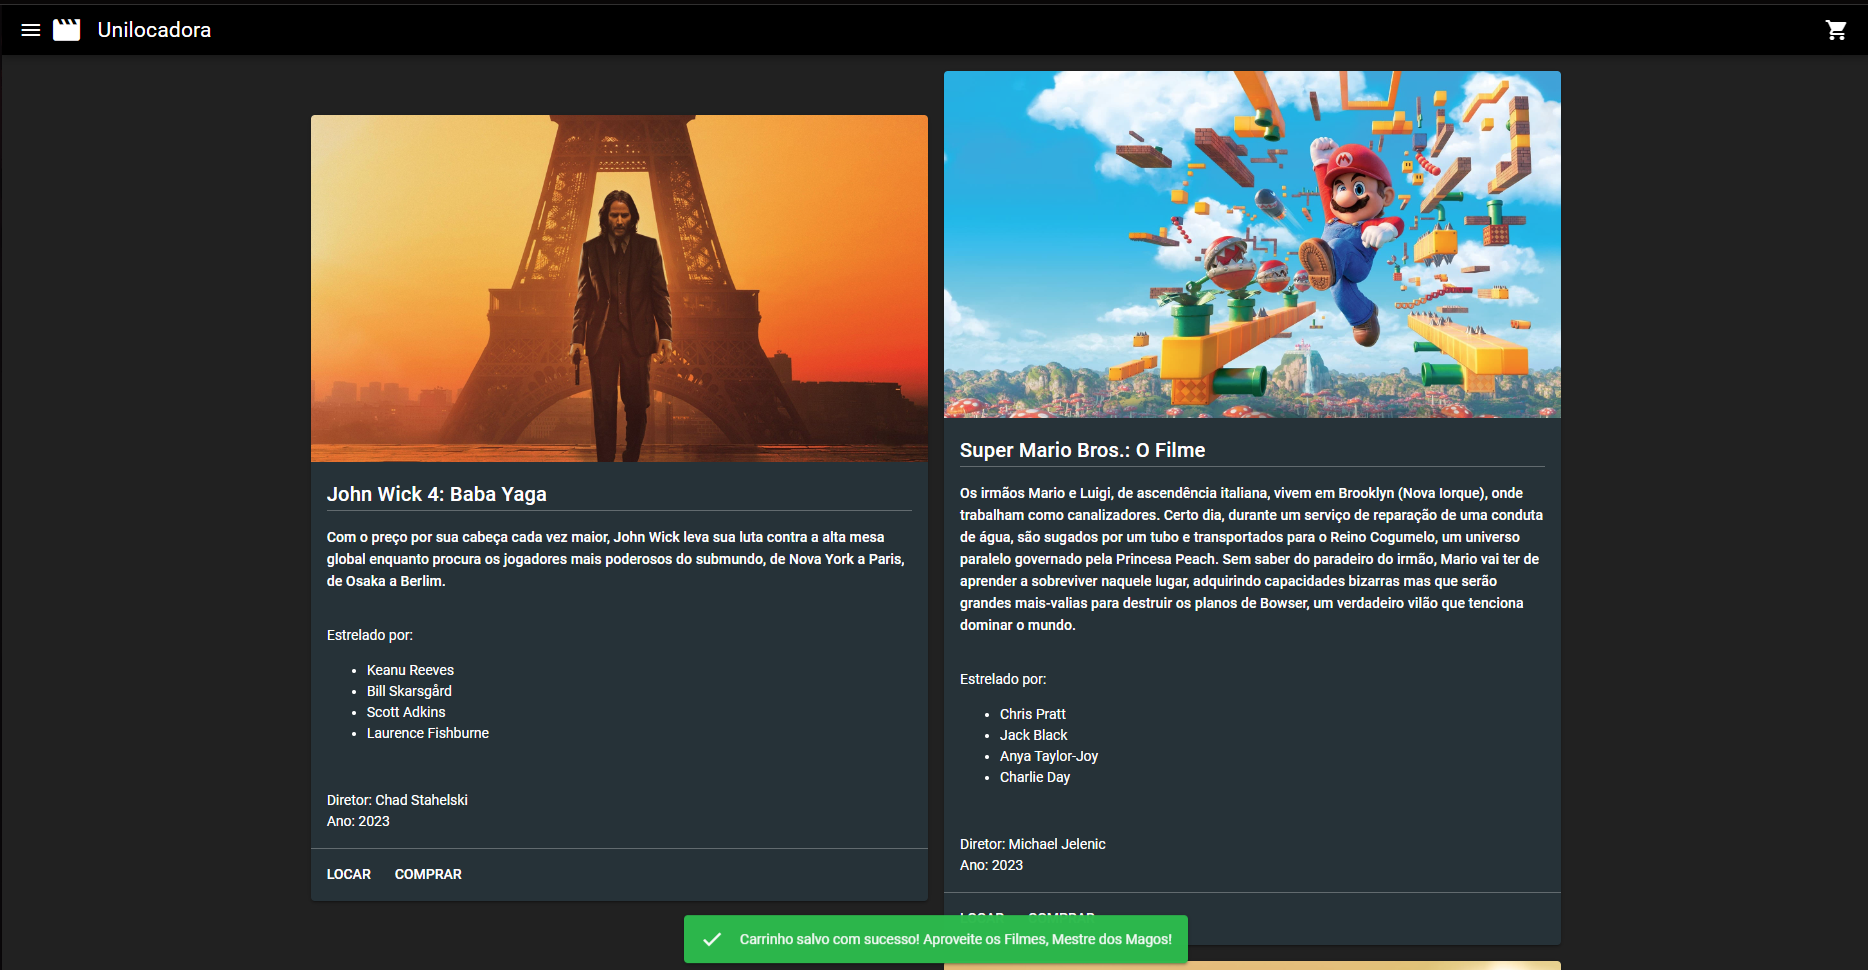 Unilocadora
John Wick 4: Baba Yaga
Com o preço por sua cabeça cada vez maior, John Wick leva sua luta contra a alta mesa
global enquanto procura os jogadores mais poderosos do submundo, de Nova York a Paris,
de Osaka a Berlim.
Estrelado por:
Keanu Reeves
Bill Skarsgård
Scott Adkins
Laurence Fishburne
Diretor: Chad Stahelski
Ano: 2023
LOCAR COMPRAR
Super Mario Bros.: O Filme
Os irmãos Mario e Luigi, de ascendência italiana, vivem em Brooklyn (Nova Iorque), onde
trabalham como canalizadores. Certo dia, durante um serviço de reparação de uma conduta
de água, são sugados por um tubo e transportados para o Reino Cogumelo, um universo
paralelo governado pela Princesa Peach. Sem saber do paradeiro do irmão, Mario vai ter de
aprender a sobreviver naquele lugar, adquirindo capacidades bizarras mas que serão
grandes mais-valias para destruir os planos de Bowser, um verdadeiro vilão que tenciona
dominar o mundo.
Estrelado por:
Chris Pratt
Jack Black
Anya Taylor-Joy
Charlie Day
Diretor: Michael Jelenic
Ano: 2023
LOCAR COMPRAR
Carrinho salvo com sucesso! Aproveite os Filmes, Mestre dos Magos!